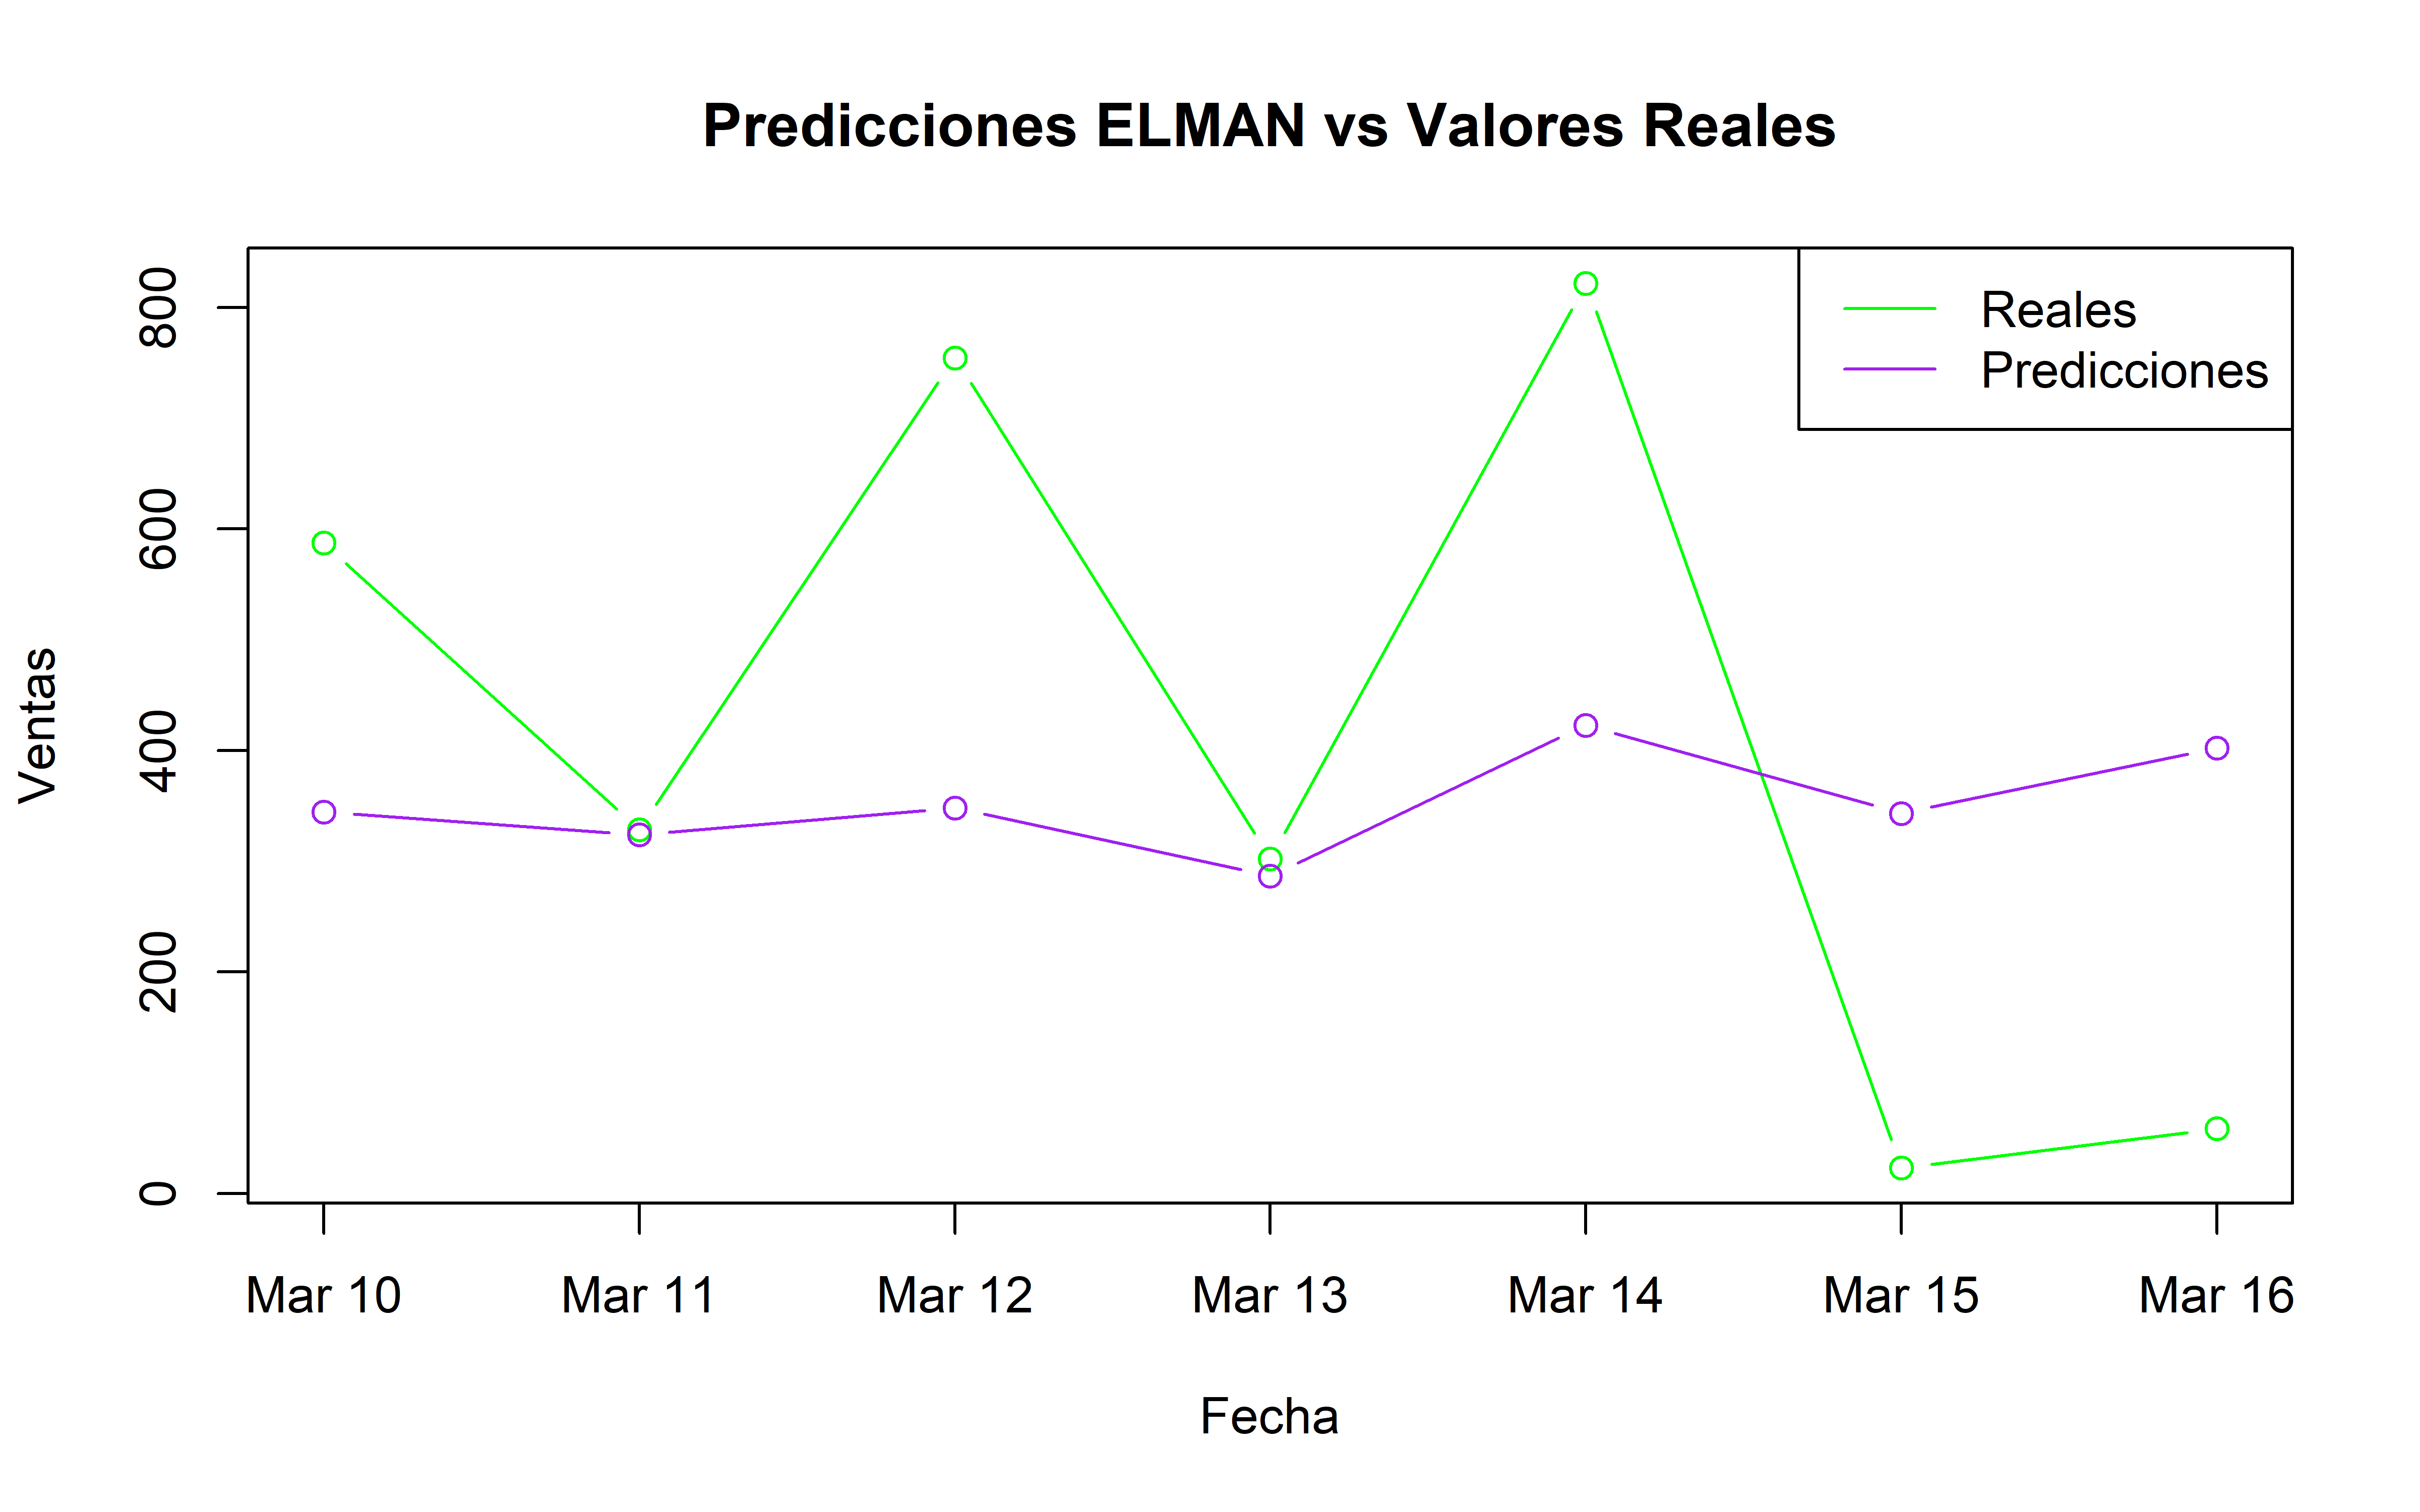 Predicciones ELMAN vs Valores Reales
Reales
Predicciones
Ventas
800
600
400
200
0
Mar 10 Mar 11 Mar 12 Mar 13 Mar 14 Mar 15 Mar 16
Fecha